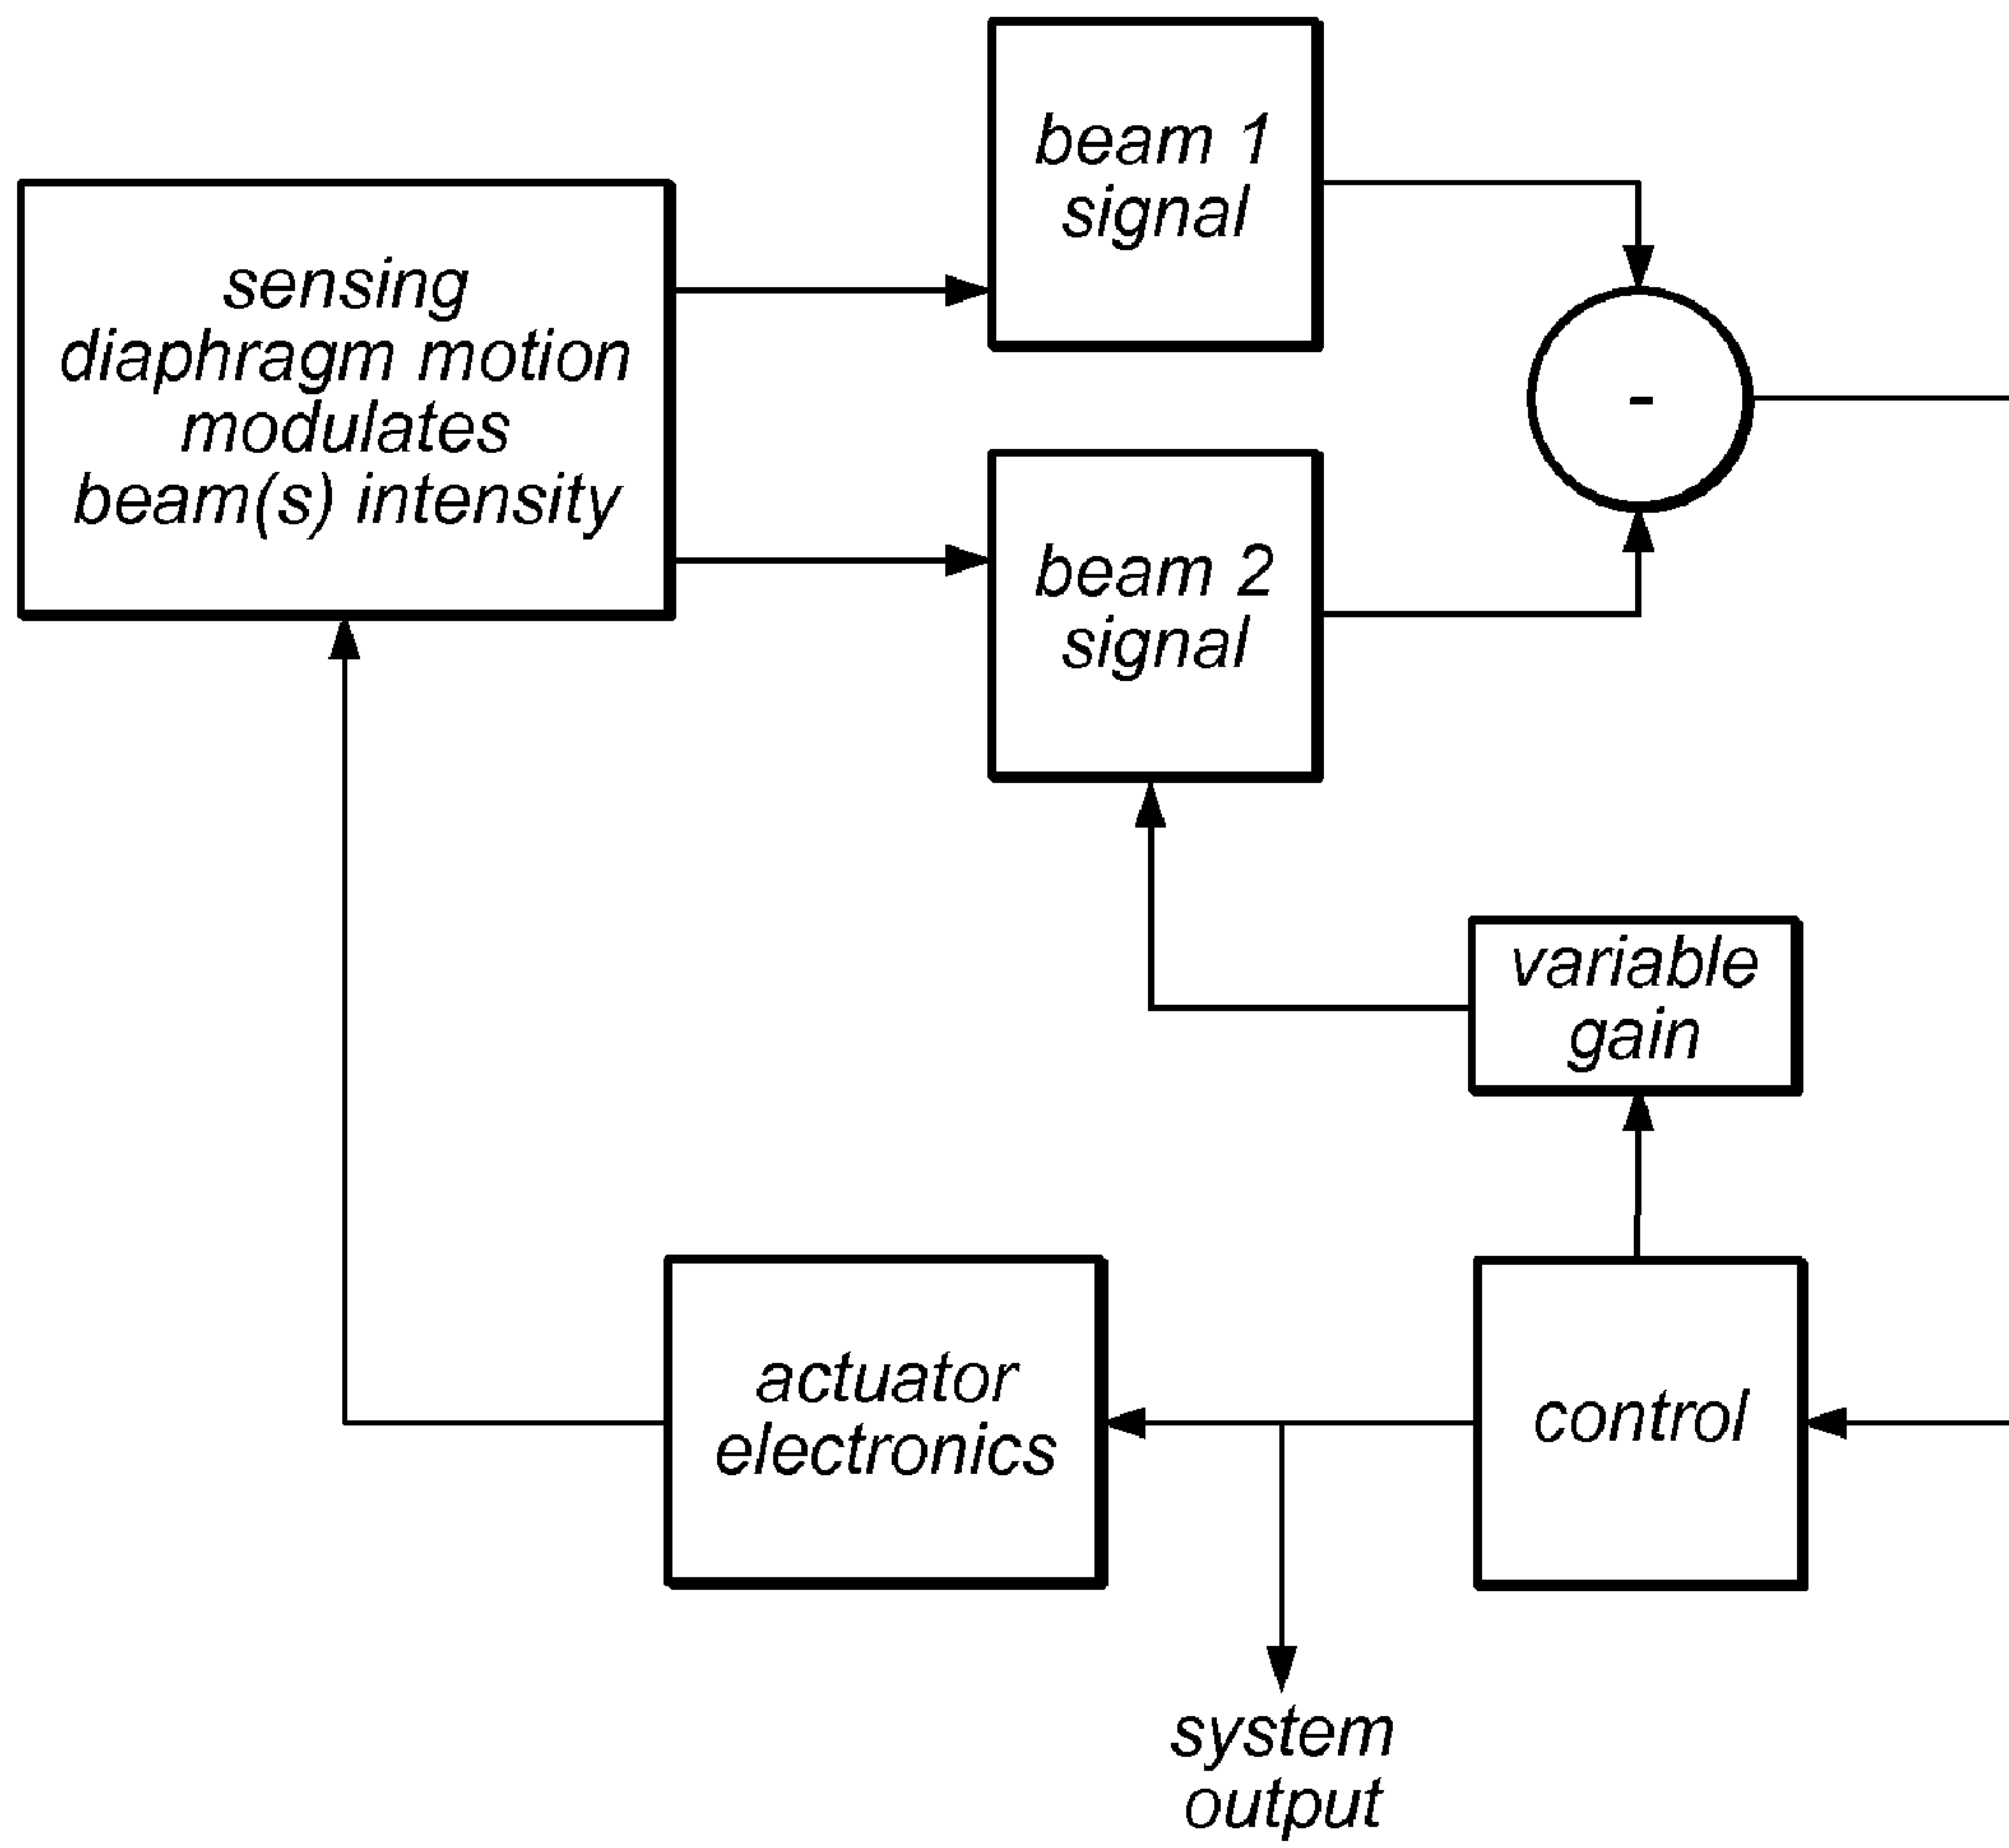 beam 1
signal
sensing
diaphragm motion
modulates
beam(s) intensity
-
beam 2
signal
variable
gain
actuator
electronics
control
system
output